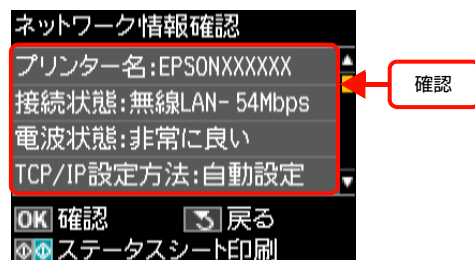 ネットワーク情報確認
プリンター名:EPSONXXXXXX
接続状態:無線LAN- 54Mbps
電波状態:非常に良い
TCP/IP設定方法:自動設定
確認
OK 確認 戻る
ステータスシート印刷